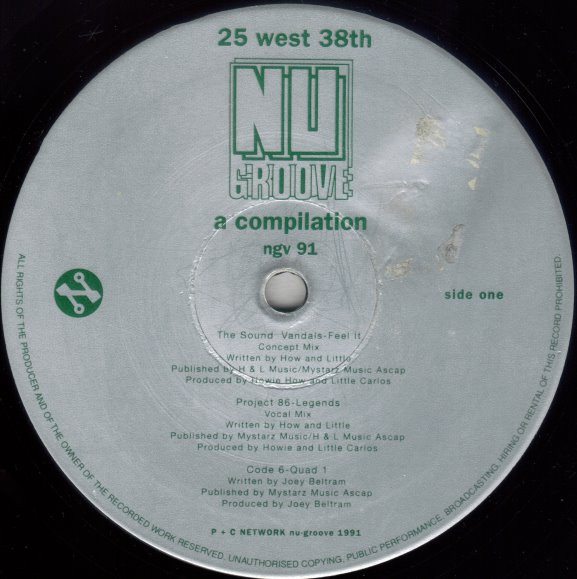 25 west 38th
NU
GROOVE
a compilation
ngv 91
side one
The Sound Vandals-Feel It
Concept Mix
Written by How and Little
Published by H & L Music/Mystarz Music Ascap
Produced by Howie How and Little Carlos
Project 86-Legends
Vocal Mix
Written by How and Little
Published by Mystarz Music/H & L Music Ascap
Produced by Howie and Little Carlos
Code 6-Quad 1
Written by Joey Beltram
Published by Mystarz Music Ascap
Produced by Joey Beltram
P + C NETWORK nu-groove 1991
ALL RIGHTS OF THE PRODUCER AND OF THE OWNER OF THE RECORDED WORK RESERVED. UNAUTHORISED COPYING, PUBLIC PERFORMANCE, BROADCASTING, HIRING OR RENTAL OF THIS RECORD PROHIBITED